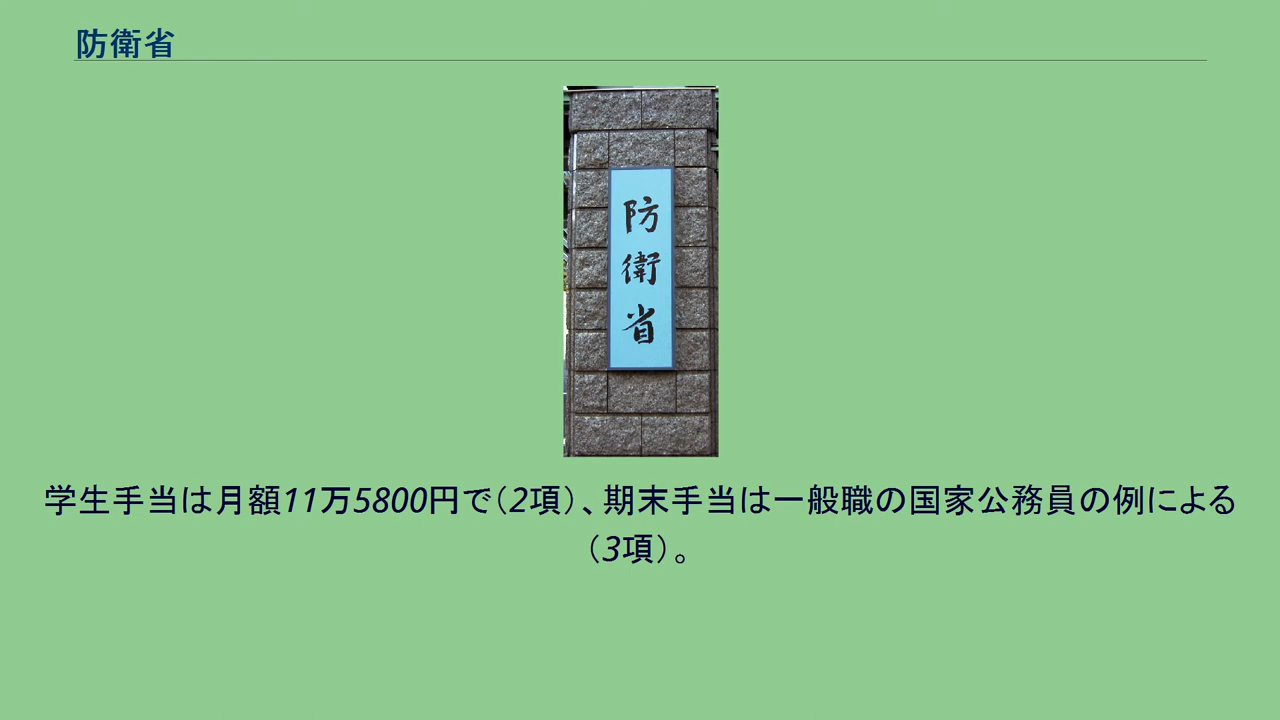 防衛省
防
衛
省
学生手当は月額11万5800円で（2項）、期末手当は一般職の国家公務員の例による
（3項）。